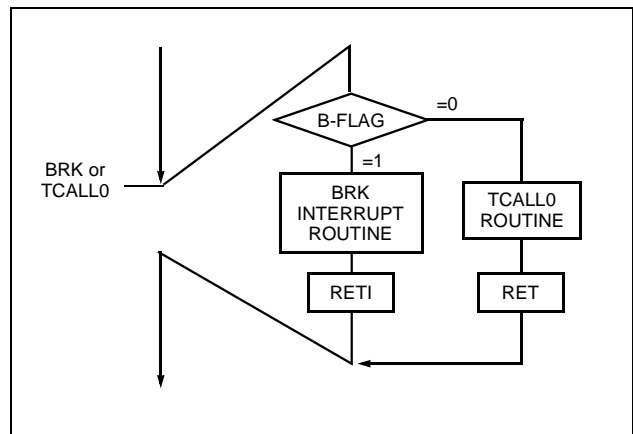 B-FLAG
=0
=1
BRK or
TCALL0
BRK
INTERRUPT
ROUTINE
TCALL0
ROUTINE
RETI
RET